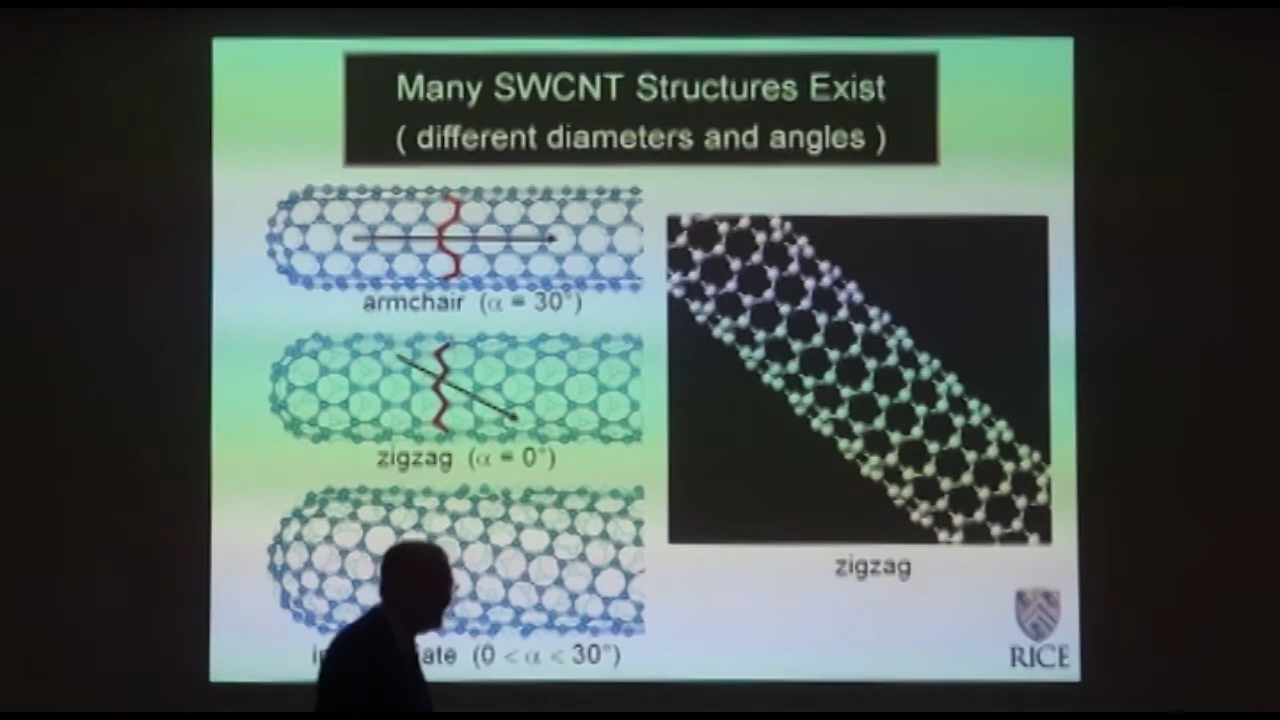 Many SWCNT Structures Exist
( different diameters and angles )
armchair (α = 30°)
zigzag (α = 0°)
(0 < α < 30°)
zigzag
RICE